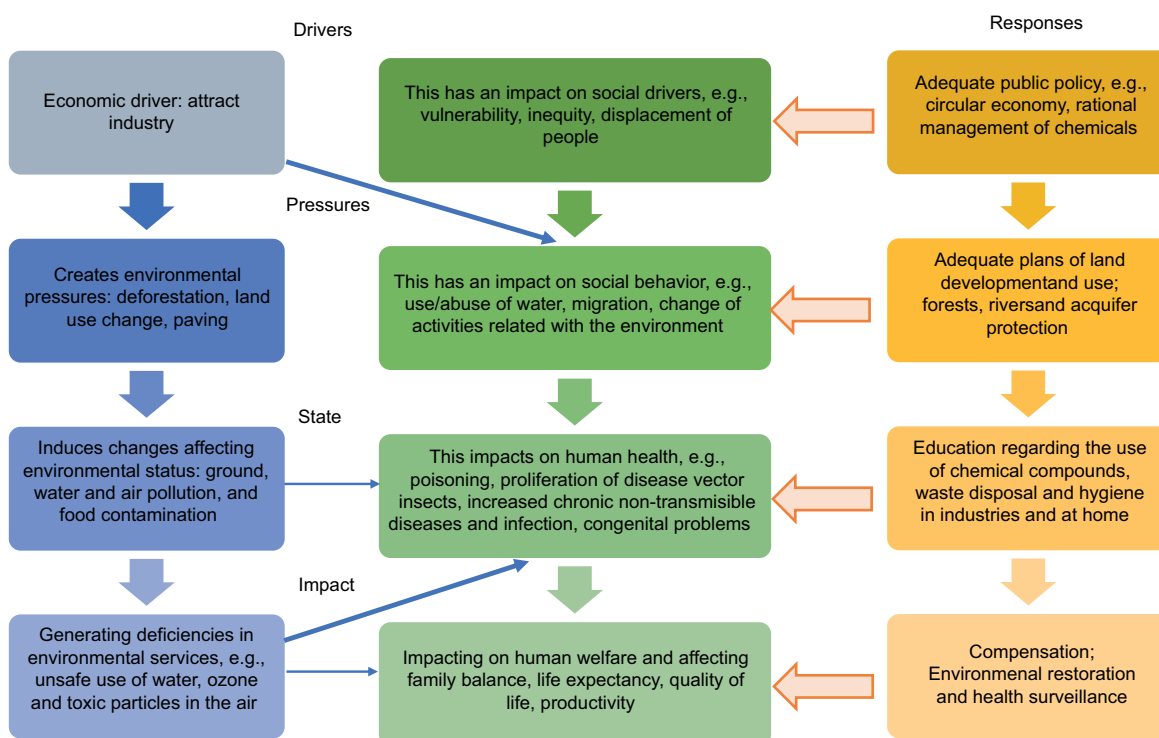 Drivers
Responses
Economic driver: attract
industry
This has an impact on social drivers, e.g.,
vulnerability, inequity, displacement of
people
Adequate public policy, e.g.,
circular economy, rational
management of chemicals
Pressures
Creates environmental
pressures: deforestation, land
use change, paving
This has an impact on social behavior, e.g.,
use/abuse of water, migration, change of
activities related with the environment
Adequate plans of land
developmentand use;
forests, riversand acquifer
protection
State
Induces changes affecting
environmental status: ground,
water and air pollution, and
food contamination
This impacts on human health, e.g.,
poisoning, proliferation of disease vector
insects, increased chronic non-transmisible
diseases and infection, congenital problems
Education regarding the use
of chemical compounds,
waste disposal and hygiene
in industries and at home
Impact
Generating deficiencies in
environmental services, e.g.,
unsafe use of water, ozone
and toxic particles in the air
Impacting on human welfare and affecting
family balance, life expectancy, quality of
life, productivity
Compensation;
Environmenal restoration
and health surveillance